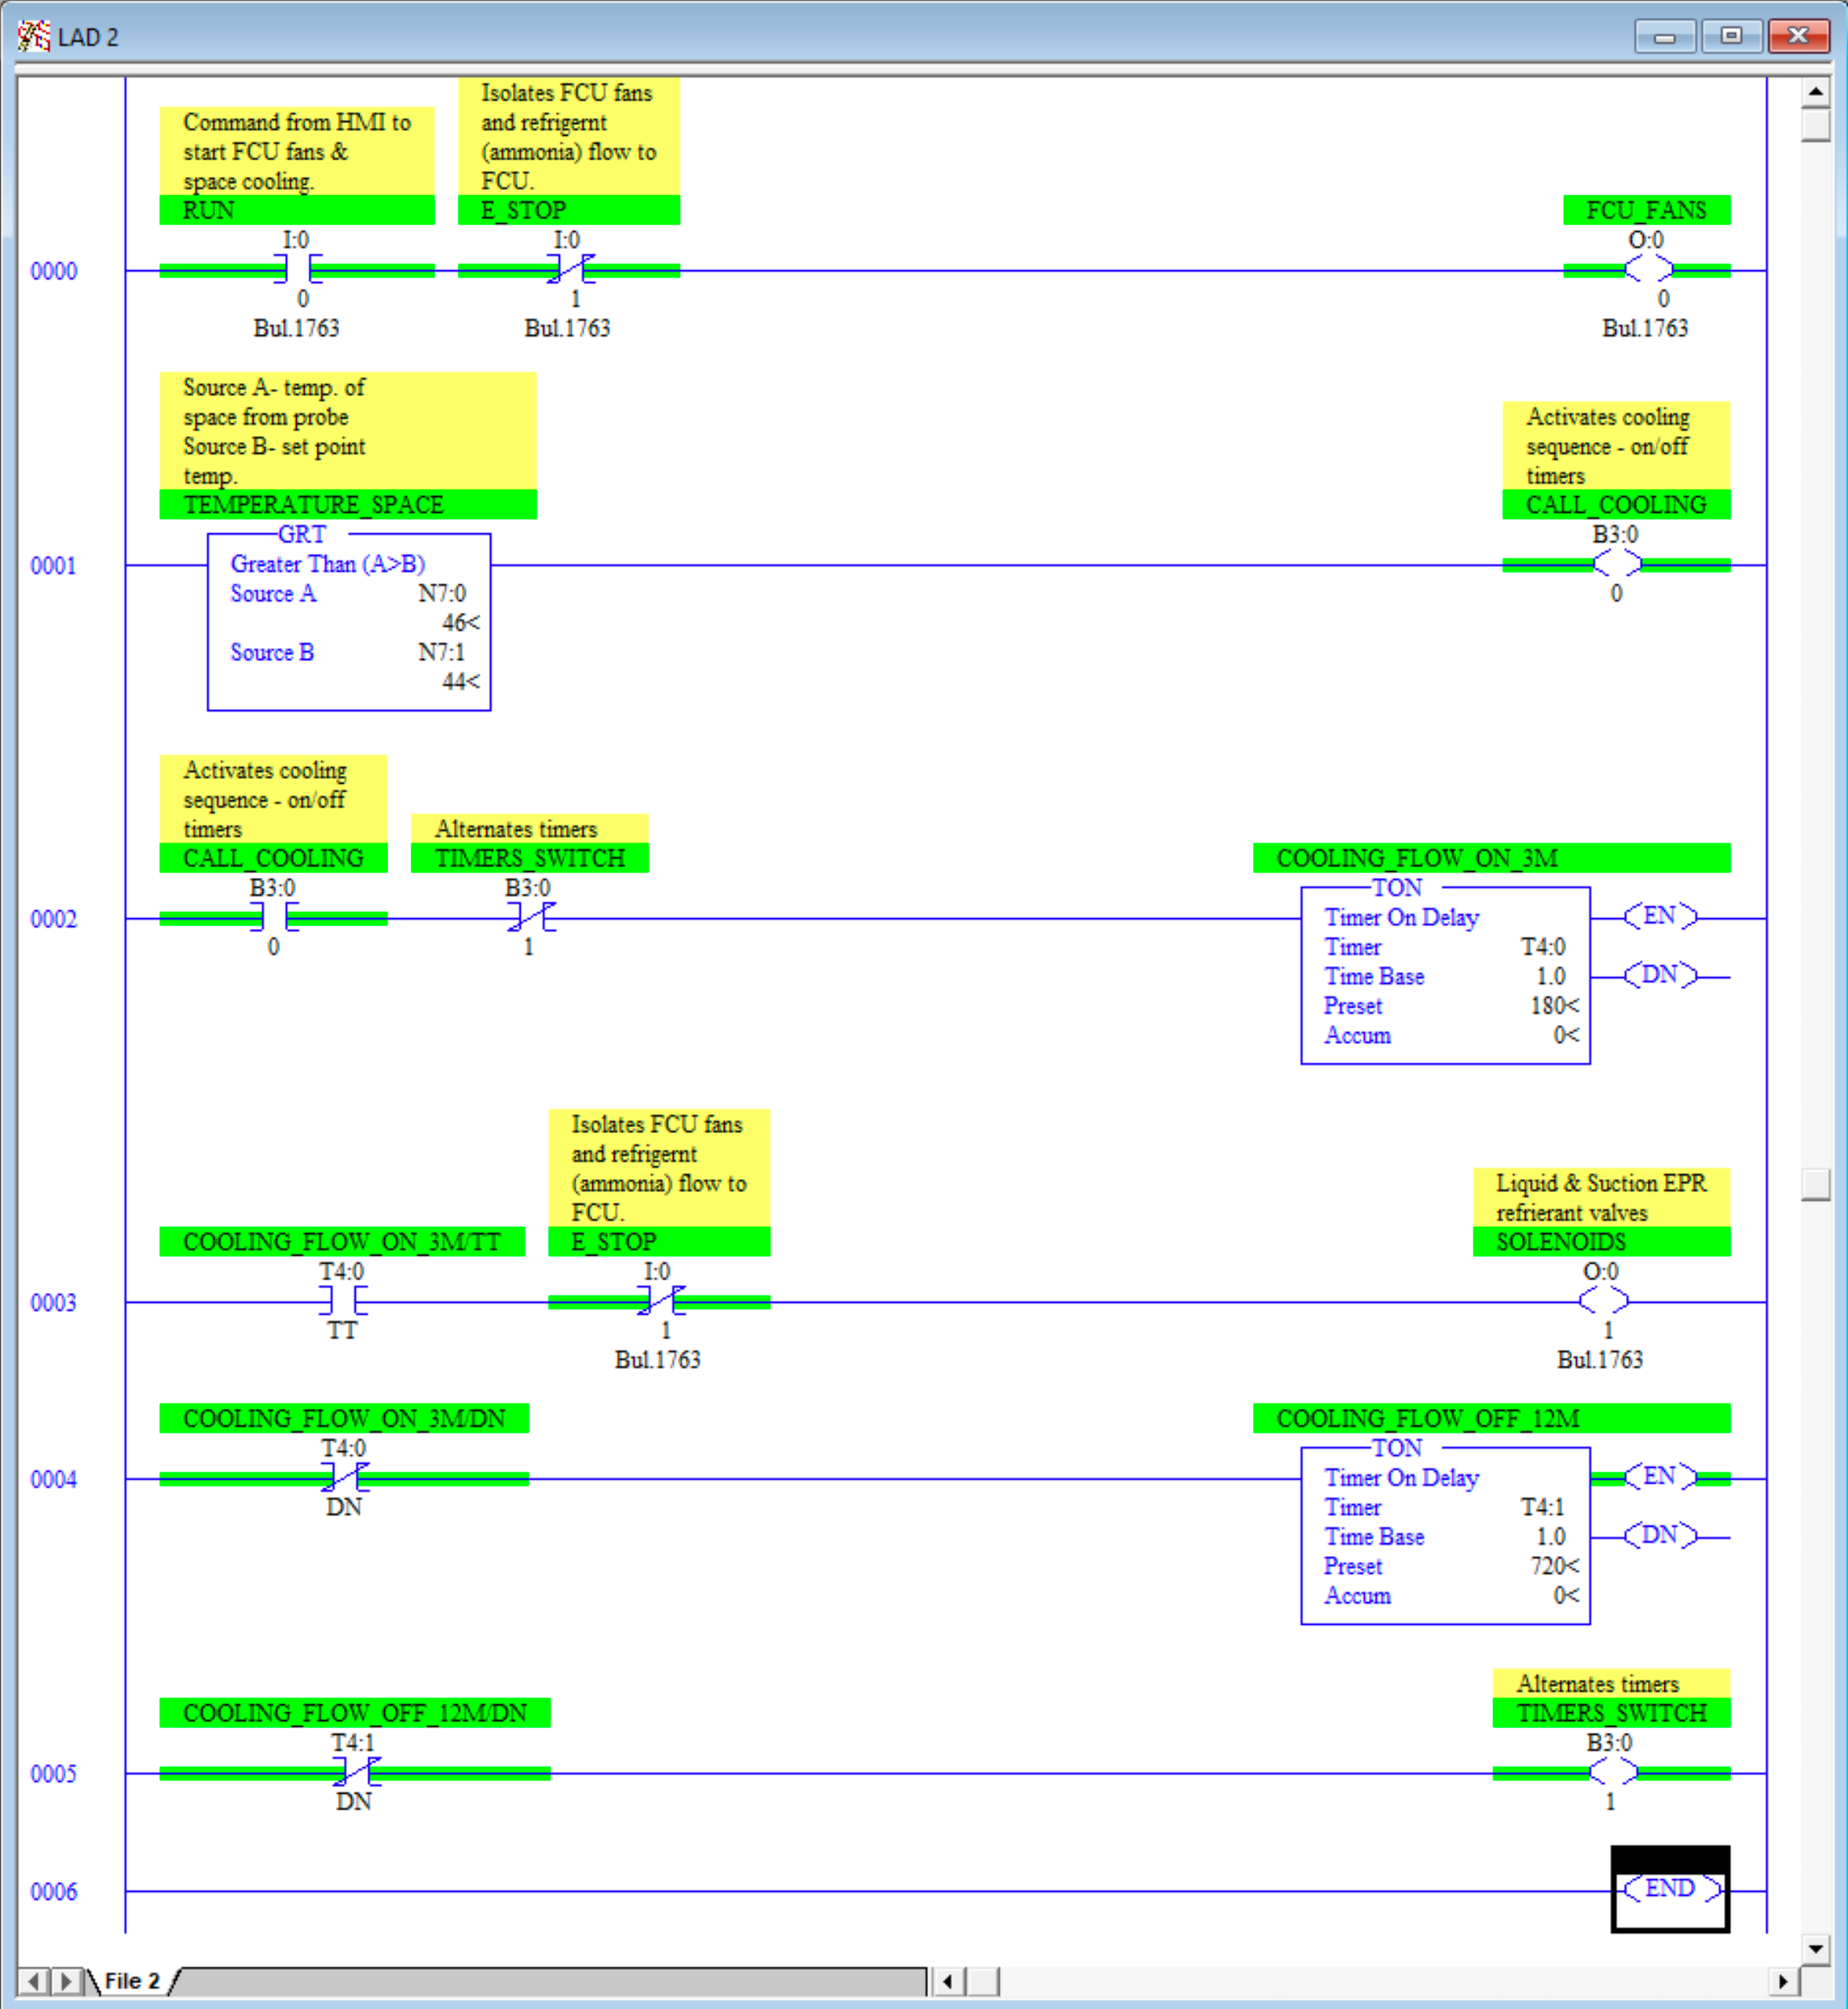 LAD 2
Command from HMI to
start FCU fans &
space cooling.
RUN
I:0
0
Bul.1763
Isolates FCU fans
and refrigernt
(ammonia) flow to
FCU.
E_STOP
I:0
1
Bul.1763
FCU_FANS
O:0
0
Bul.1763
0000
Source A- temp. of
space from probe
Source B- set point
temp.
TEMPERATURE_SPACE
GRT
Greater Than (A>B)
Source A N7:0
46<
Source B N7:1
44<
Activates cooling
sequence - on/off
timers
CALL_COOLING
B3:0
0
0001
Activates cooling
sequence - on/off
timers
CALL_COOLING
B3:0
0
Alternates timers
TIMERS_SWITCH
B3:0
1
COOLING_FLOW_ON_3M
TON
Timer On Delay
Timer T4:0
Time Base 1.0
Preset 180<
Accum 0<
EN
DN
0002
COOLING_FLOW_ON_3M/TT
T4:0
TT
Isolates FCU fans
and refrigernt
(ammonia) flow to
FCU.
E_STOP
I:0
1
Bul.1763
Liquid & Suction EPR
refrierant valves
SOLENOIDS
O:0
1
Bul.1763
0003
COOLING_FLOW_ON_3M/DN
T4:0
DN
COOLING_FLOW_OFF_12M
TON
Timer On Delay
Timer T4:1
Time Base 1.0
Preset 720<
Accum 0<
EN
DN
0004
COOLING_FLOW_OFF_12M/DN
T4:1
DN
Alternates timers
TIMERS_SWITCH
B3:0
1
0005
0006
END
File 2